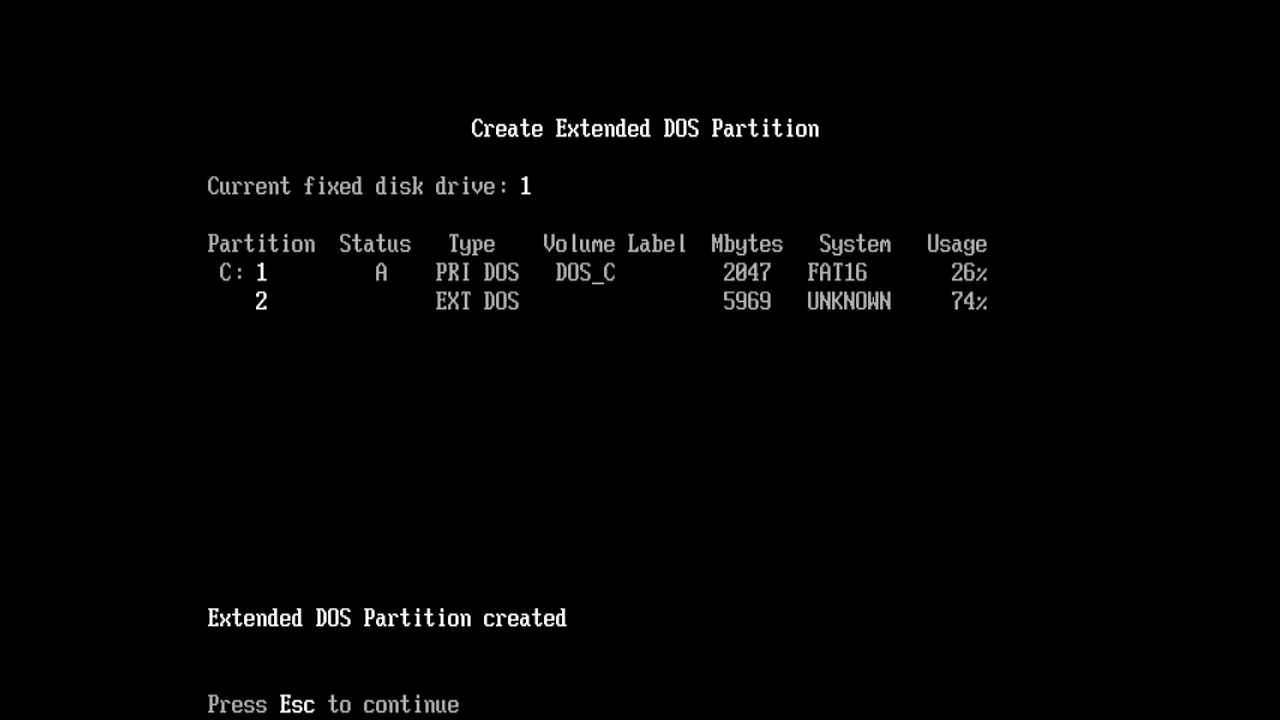 Create Extended DOS Partition
Current fixed disk drive: 1
Partition  Status   Type    Volume Label  Mbytes   System   Usage
C: 1         A    PRI DOS   DOS_C         2047   FAT16       26%
2              EXT DOS                 5969   UNKNOWN     74%
Extended DOS Partition created
Press Esc to continue